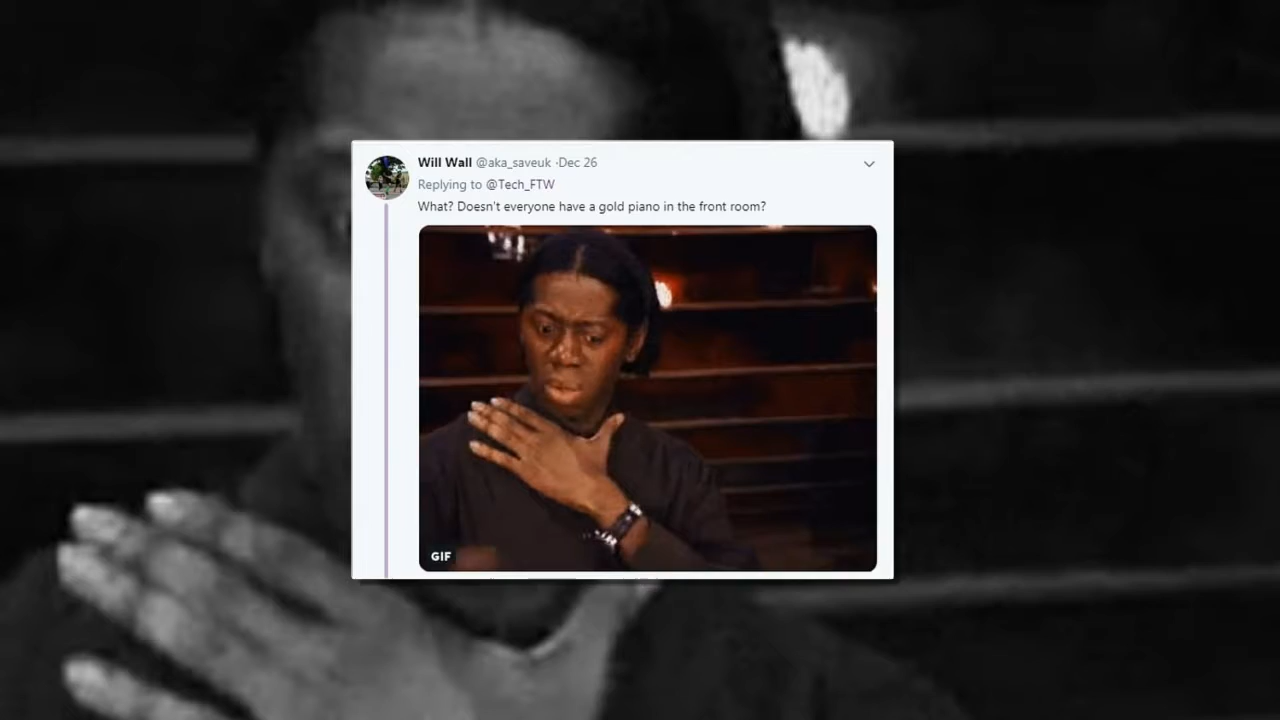 Will Wall @aka_saveuk ·Dec 26
Replying to @Tech_FTW
What? Doesn't everyone have a gold piano in the front room?
GIF